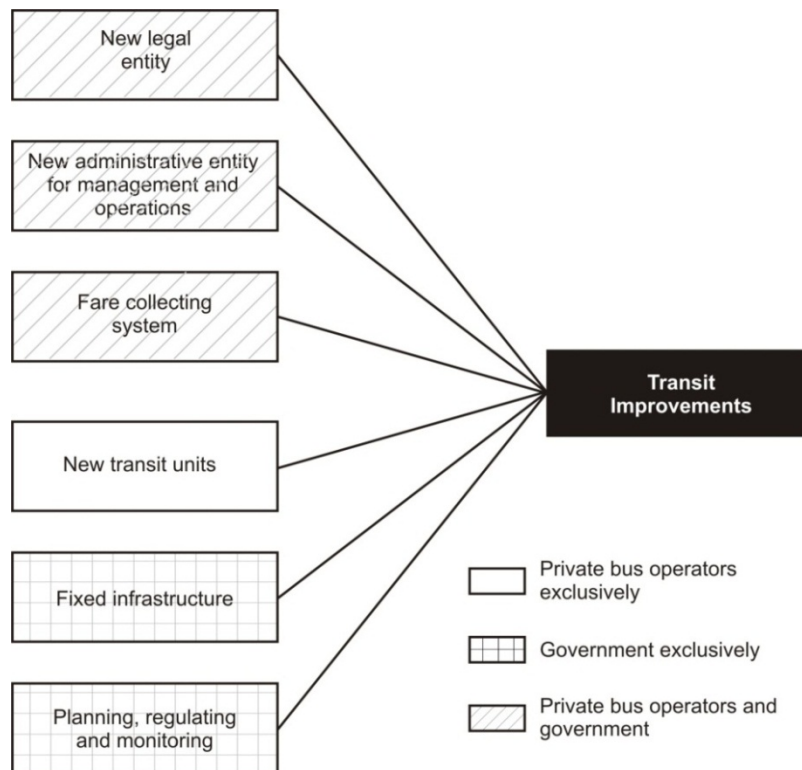 New legal
entity
New administrative entity
for management and
operations
Fare collecting
system
New transit units
Fixed infrastructure
Planning, regulating
and monitoring
Transit
Improvements
Private bus operators
exclusively
Government exclusively
Private bus operators and
government